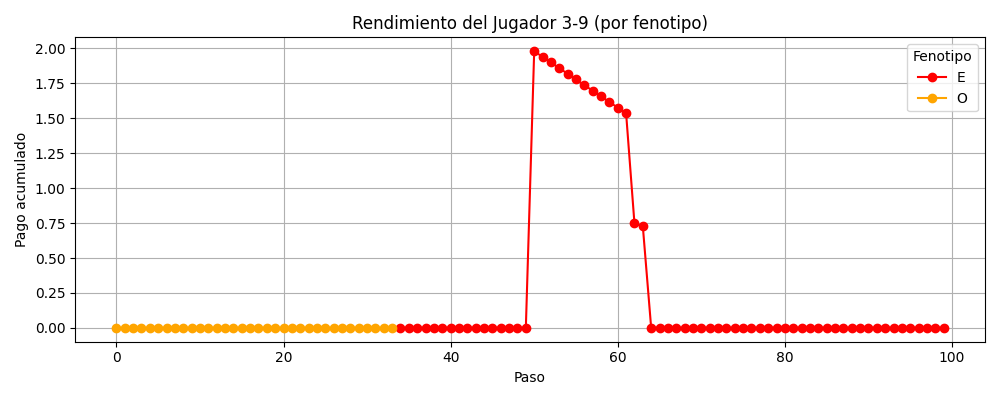 Rendimiento del Jugador 3-9 (por fenotipo)
Pago acumulado
2.00
1.75
1.50
1.25
1.00
0.75
0.50
0.25
0.00
Fenotipo
E
O
0
20
40
60
80
100
Paso